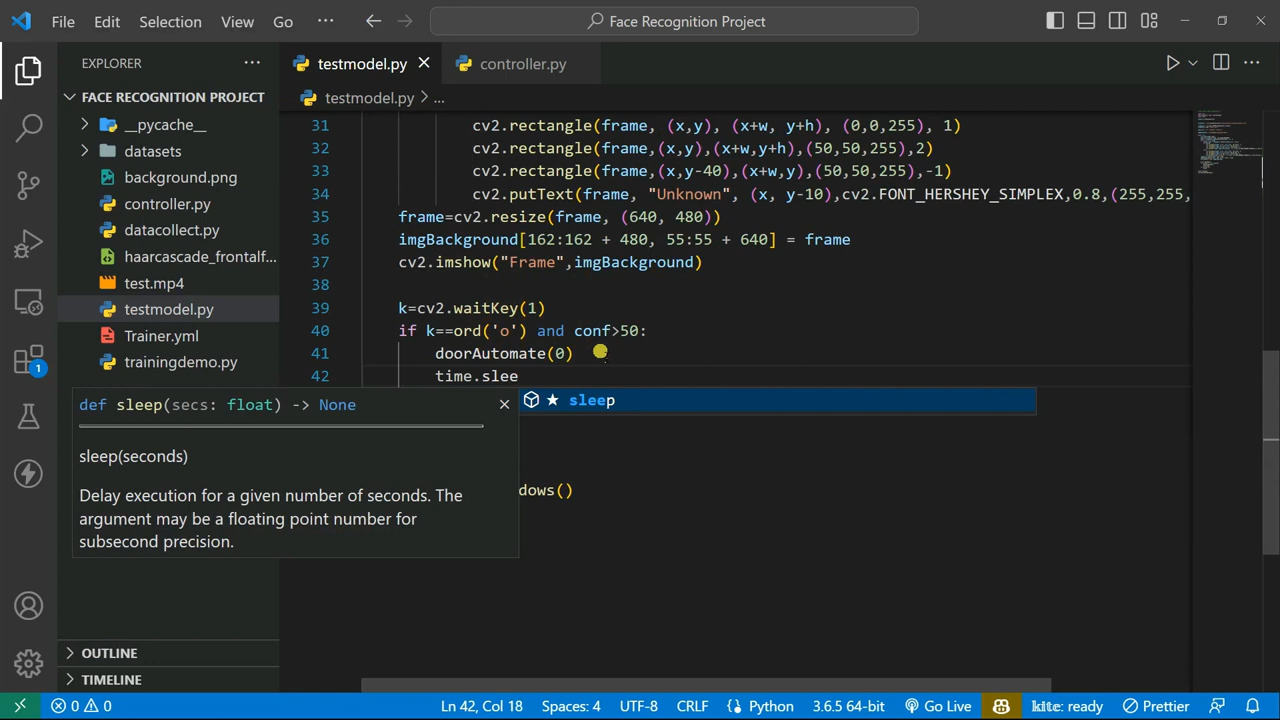 File Edit Selection View Go ··· Face Recognition Project
EXPLORER ···
testmodel.py
controller.py
FACE RECOGNITION PROJECT
testmodel.py > ...
__pycache__
datasets
background.png
controller.py
datacollect.py
haarcascade_frontalf...
test.mp4
testmodel.py
Trainer.yml
trainingdemo.py
OUTLINE
TIMELINE
31 cv2.rectangle(frame, (x,y), (x+w, y+h), (0,0,255), 1)
32 cv2.rectangle(frame,(x,y),(x+w,y+h),(50,50,255),2)
33 cv2.rectangle(frame,(x,y-40),(x+w,y),(50,50,255),-1)
34 cv2.putText(frame, "Unknown", (x, y-10),cv2.FONT_HERSHEY_SIMPLEX,0.8,(255,255,
35 frame=cv2.resize(frame, (640, 480))
36 imgBackground[162:162 + 480, 55:55 + 640] = frame
37 cv2.imshow("Frame",imgBackground)
38
39 k=cv2.waitKey(1)
40 if k==ord('o') and conf>50:
41 doorAutomate(0)
42 time.slee
sleep
dows()
def sleep(secs: float) -> None
sleep(seconds)
Delay execution for a given number of seconds. The
argument may be a floating point number for
subsecond precision.
1
0 0 Ln 42, Col 18 Spaces: 4 UTF-8 CRLF Python 3.6.5 64-bit Go Live kite: ready Prettier